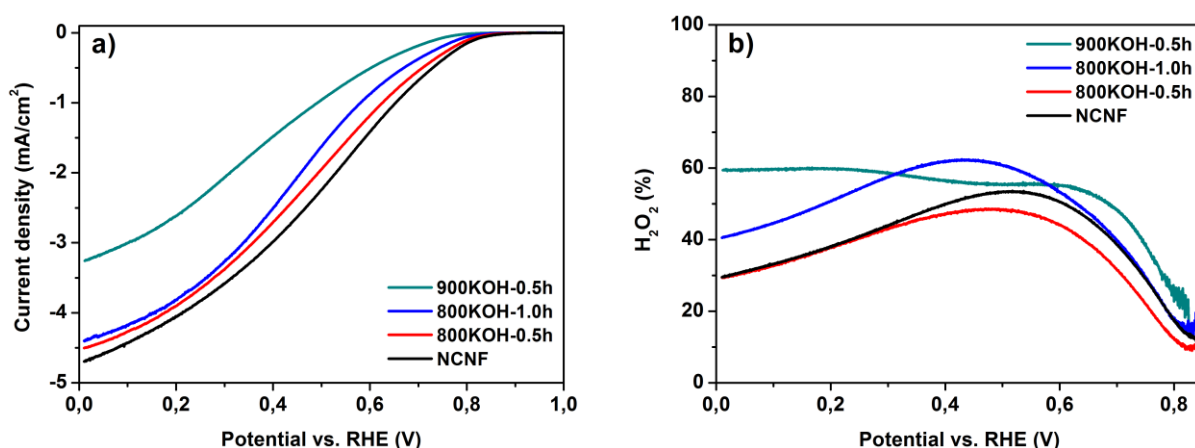 a)
Current density (mA/cm²)
0
-1
-2
-3
-4
-5
900KOH-0.5h
800KOH-1.0h
800KOH-0.5h
NCNF
0,0 0,2 0,4 0,6 0,8 1,0
Potential vs. RHE (V)
b)
H₂O₂ (%)
100
80
60
40
20
0
900KOH-0.5h
800KOH-1.0h
800KOH-0.5h
NCNF
0,0 0,2 0,4 0,6 0,8
Potential vs. RHE (V)